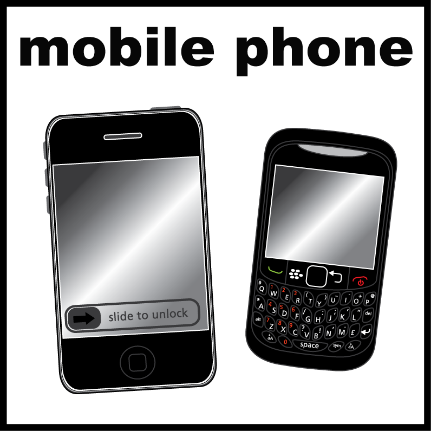 mobile phone
slide to unlock
Q W E R T Y U I O P
A S D F G H J K L
Z X C V B N M
space